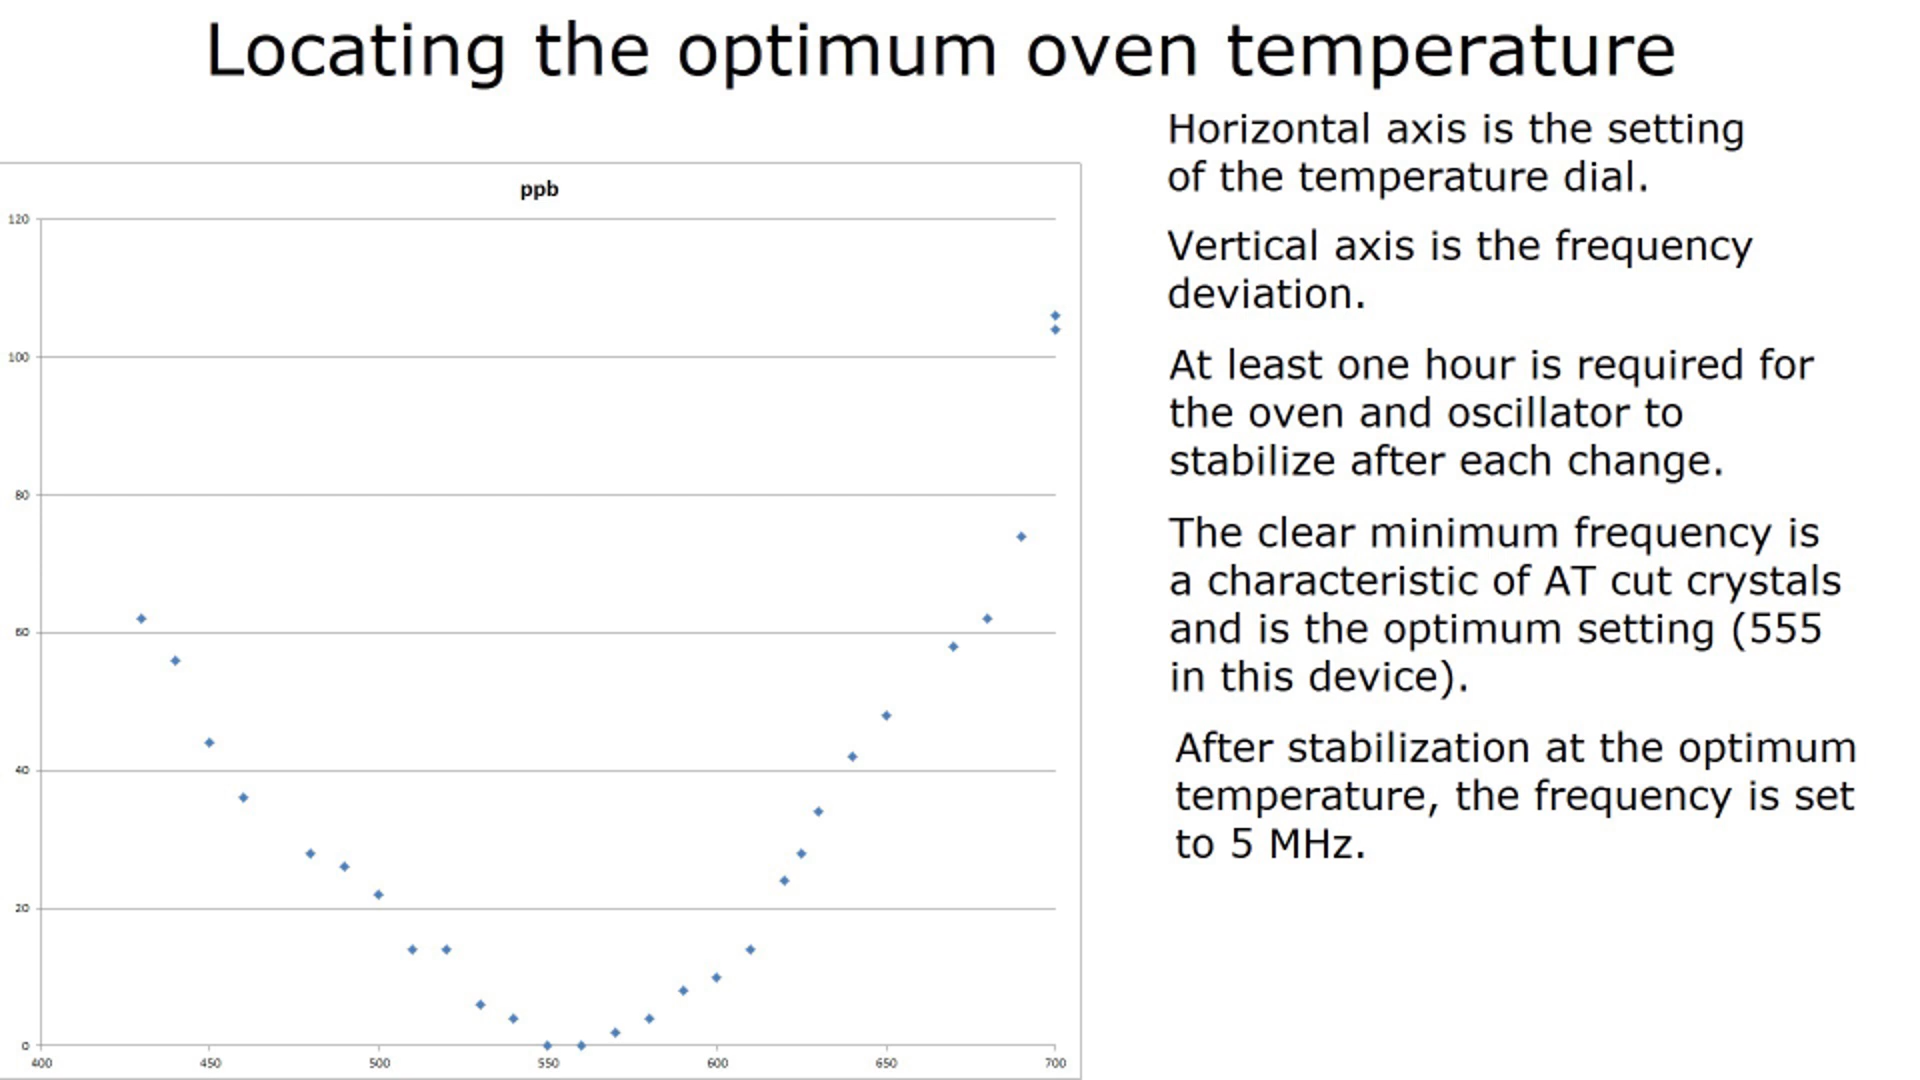 Locating the optimum oven temperature
Horizontal axis is the setting
of the temperature dial.
Vertical axis is the frequency
deviation.
At least one hour is required for
the oven and oscillator to
stabilize after each change.
The clear minimum frequency is
a characteristic of AT cut crystals
and is the optimum setting (555
in this device).
After stabilization at the optimum
temperature, the frequency is set
to 5 MHz.
ppb
120
100
80
60
40
20
0
400 450 500 550 600 650 700